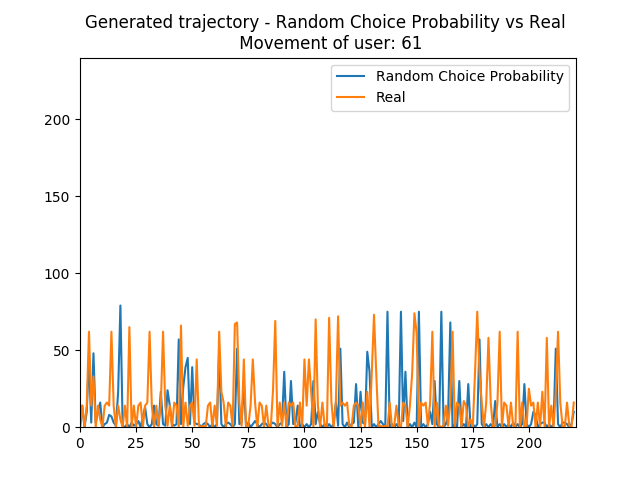 Generated trajectory - Random Choice Probability vs Real
Movement of user: 61
Random Choice Probability
Real
200
150
100
50
0
0 25 50 75 100 125 150 175 200